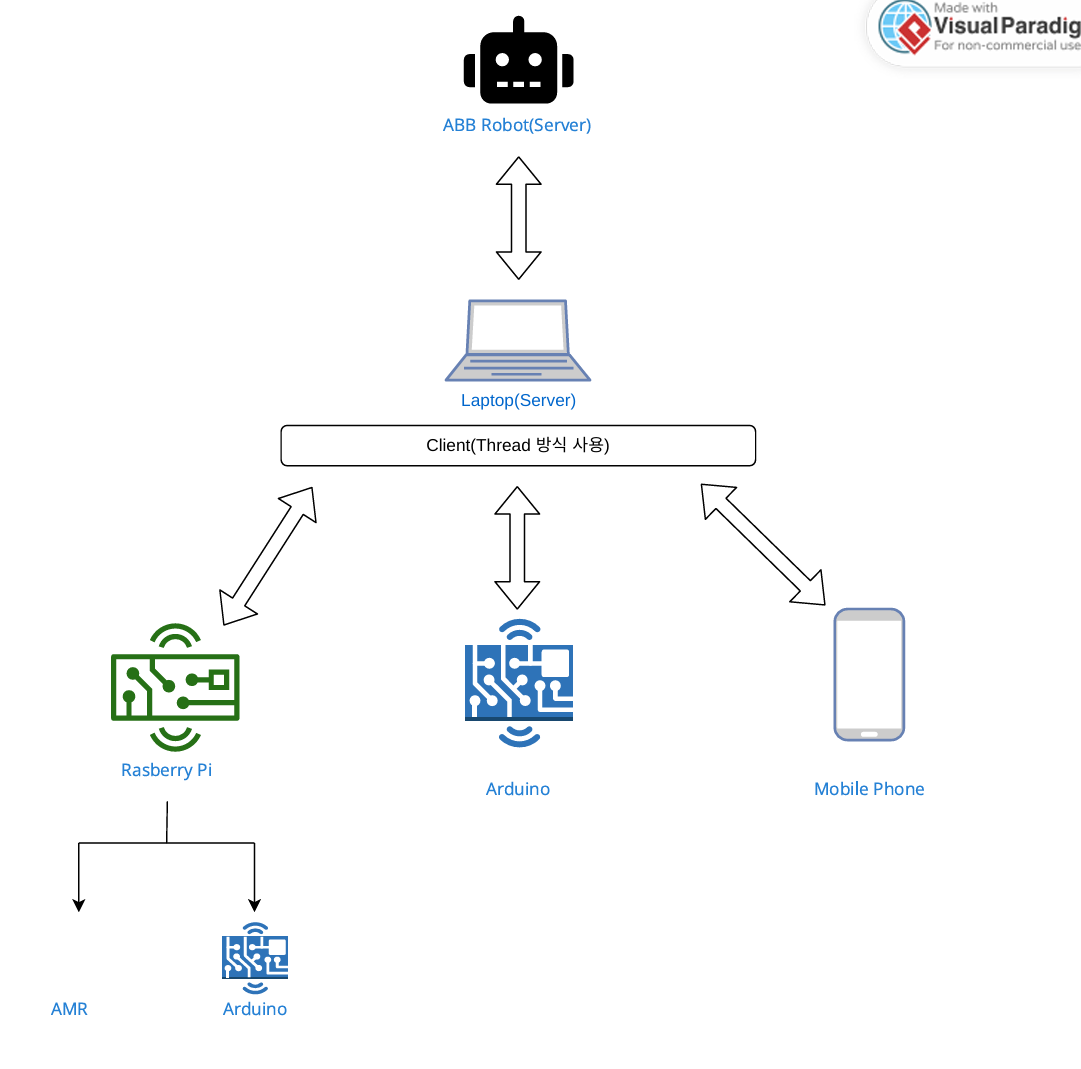 Made with
Visual Paradig
For non-commercial use
ABB Robot(Server)
Laptop(Server)
Client(Thread 방식 사용)
Rasberry Pi
Arduino
Mobile Phone
AMR
Arduino